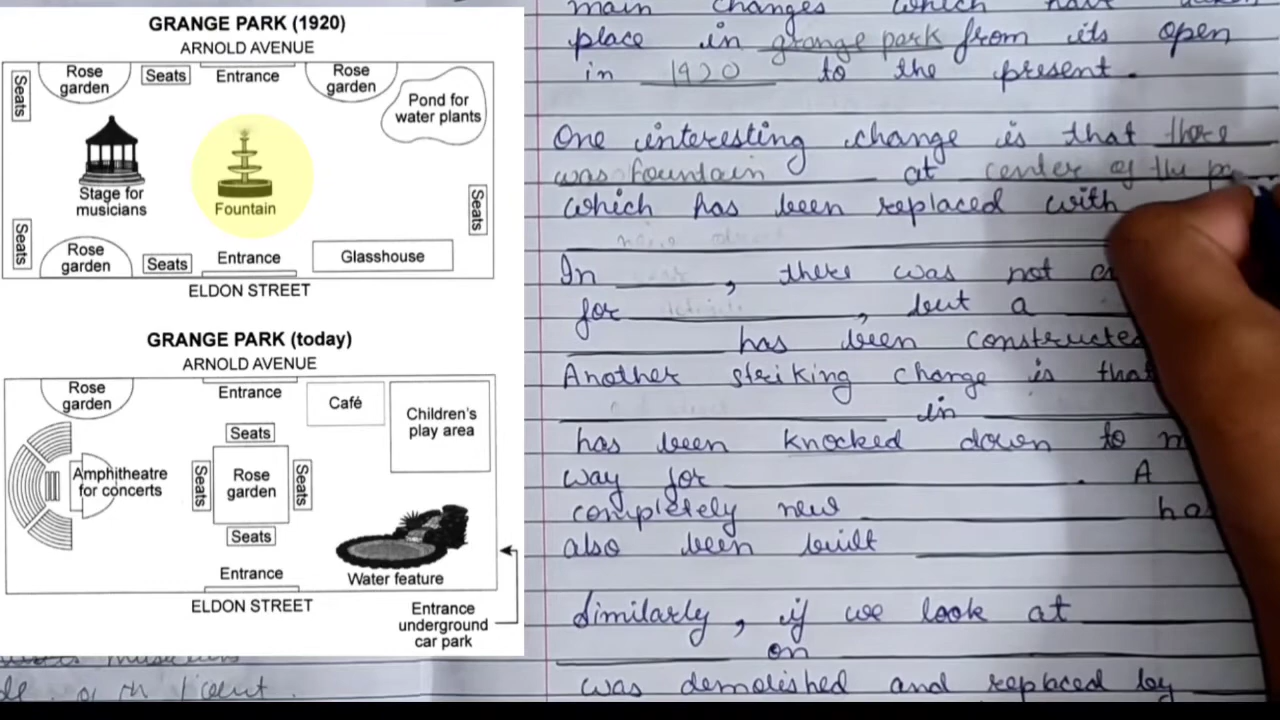 GRANGE PARK (1920)
ARNOLD AVENUE
Rose garden
Seats
Entrance
Rose garden
Seats
Pond for water plants
Stage for musicians
Fountain
Seats
Seats
Rose garden
Seats
Entrance
Glasshouse
ELDON STREET
GRANGE PARK (today)
ARNOLD AVENUE
Rose garden
Entrance
Café
Children's play area
Seats
Amphitheatre for concerts
Seats
Rose garden
Seats
Seats
Water feature
Entrance
ELDON STREET
Entrance underground car park
main changes which have
place in grange park from its open
in 1920 to the present.
One interesting change is that there
was fountain at center of the
which has been replaced with
In , there was not
for , but a
has been constructed
Another striking change is that
in
has been knocked down to
way for . A
completely new
also been built
Similarly, if we look at
on
was demolished and replaced by